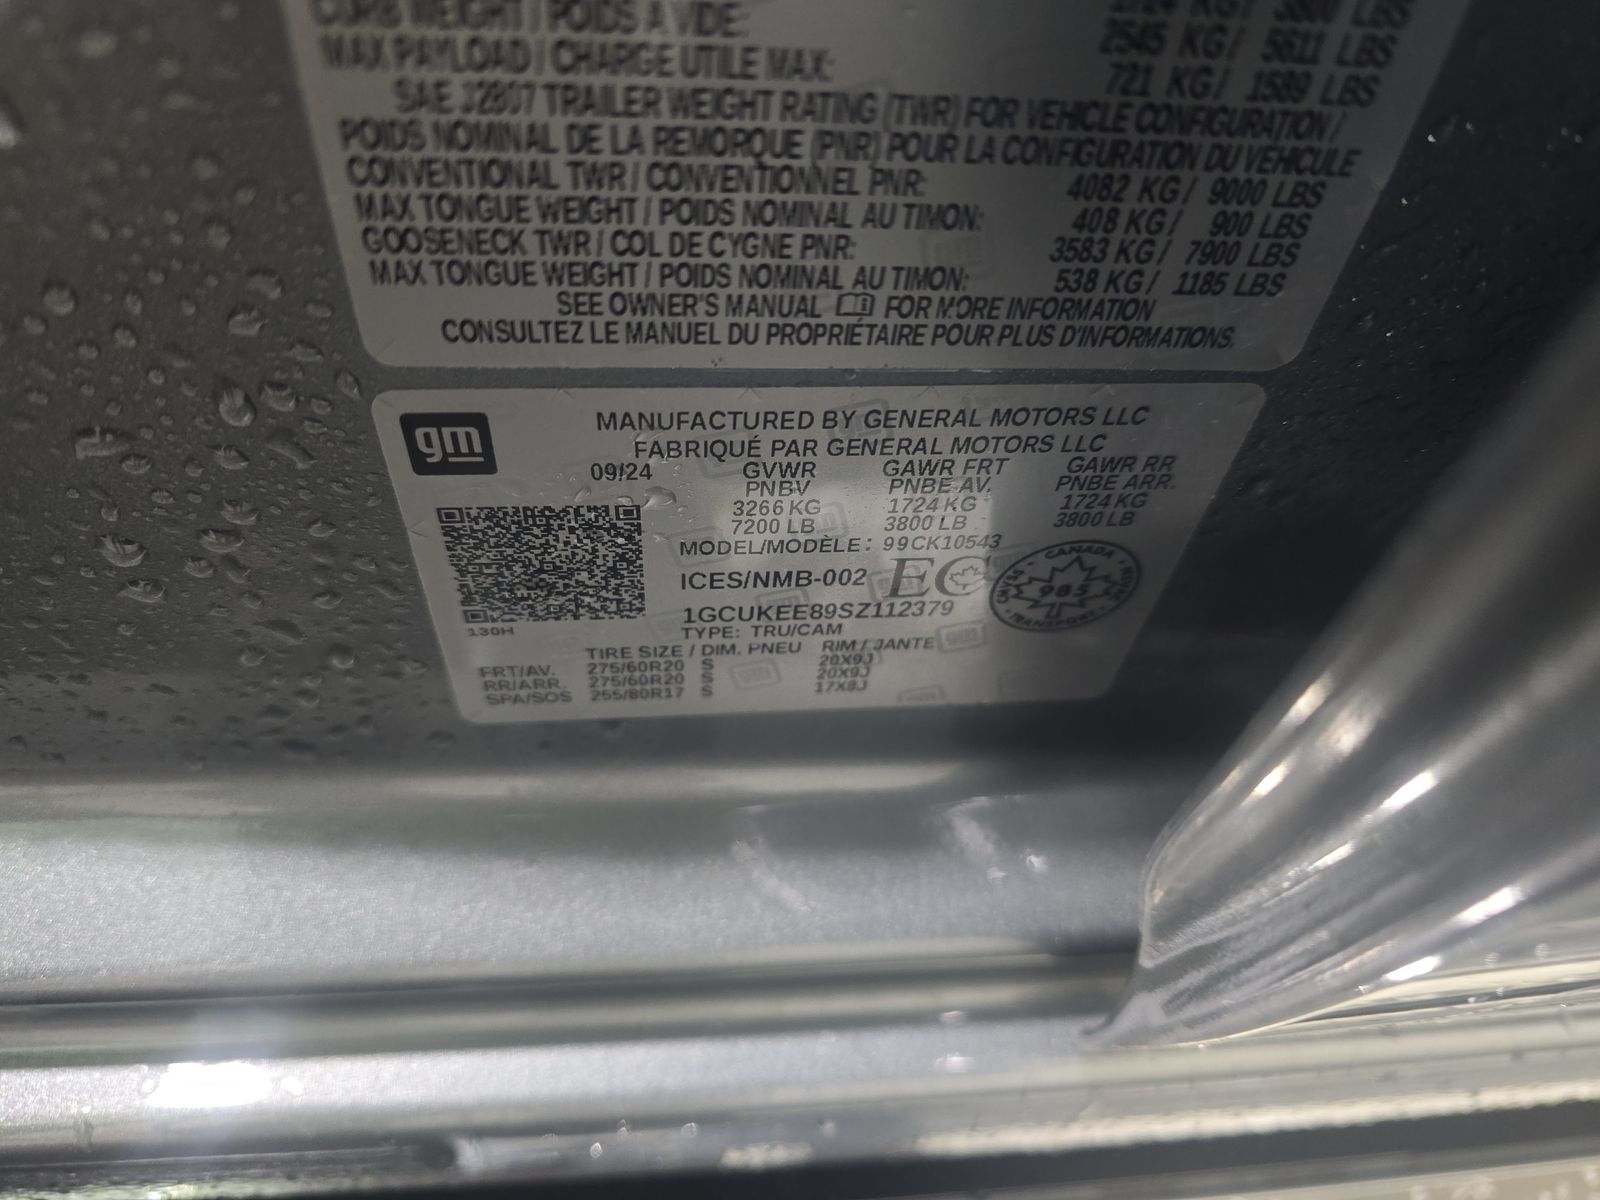 1724 KG / 3800 LBS
CURB WEIGHT / POIDS À VIDE: 2545 KG / 5611 LBS
MAX PAYLOAD / CHARGE UTILE MAX: 721 KG / 1589 LBS
SAE J2807 TRAILER WEIGHT RATING (TWR) FOR VEHICLE CONFIGURATION /
POIDS NOMINAL DE LA REMORQUE (PNR) POUR LA CONFIGURATION DU VEHICULE
CONVENTIONAL TWR / CONVENTIONNEL PNR: 4082 KG / 9000 LBS
MAX TONGUE WEIGHT / POIDS NOMINAL AU TIMON: 408 KG / 900 LBS
GOOSENECK TWR / COL DE CYGNE PNR: 3583 KG / 7900 LBS
MAX TONGUE WEIGHT / POIDS NOMINAL AU TIMON: 538 KG / 1185 LBS
SEE OWNER'S MANUAL FOR MORE INFORMATION
CONSULTEZ LE MANUEL DU PROPRIÉTAIRE POUR PLUS D'INFORMATIONS.
gm
MANUFACTURED BY GENERAL MOTORS LLC
FABRIQUÉ PAR GENERAL MOTORS LLC
09/24 GVWR GAWR FRT GAWR RR
PNBV PNBE AV. PNBE ARR.
3266 KG 1724 KG 1724 KG
7200 LB 3800 LB 3800 LB
MODEL/MODÈLE: 99CK10543
ICES/NMB-002 EC
CANADA
CMVSS 985 NSVAC
TRANSPORT
1GCUKEE89SZ112379
130H
TYPE: TRU/CAM
TIRE SIZE / DIM. PNEU RIM / JANTE
FRT/AV. 275/60R20 S 20X9J
RR/ARR. 275/60R20 S 20X9J
SPA/SOS 255/80R17 S 17X8J